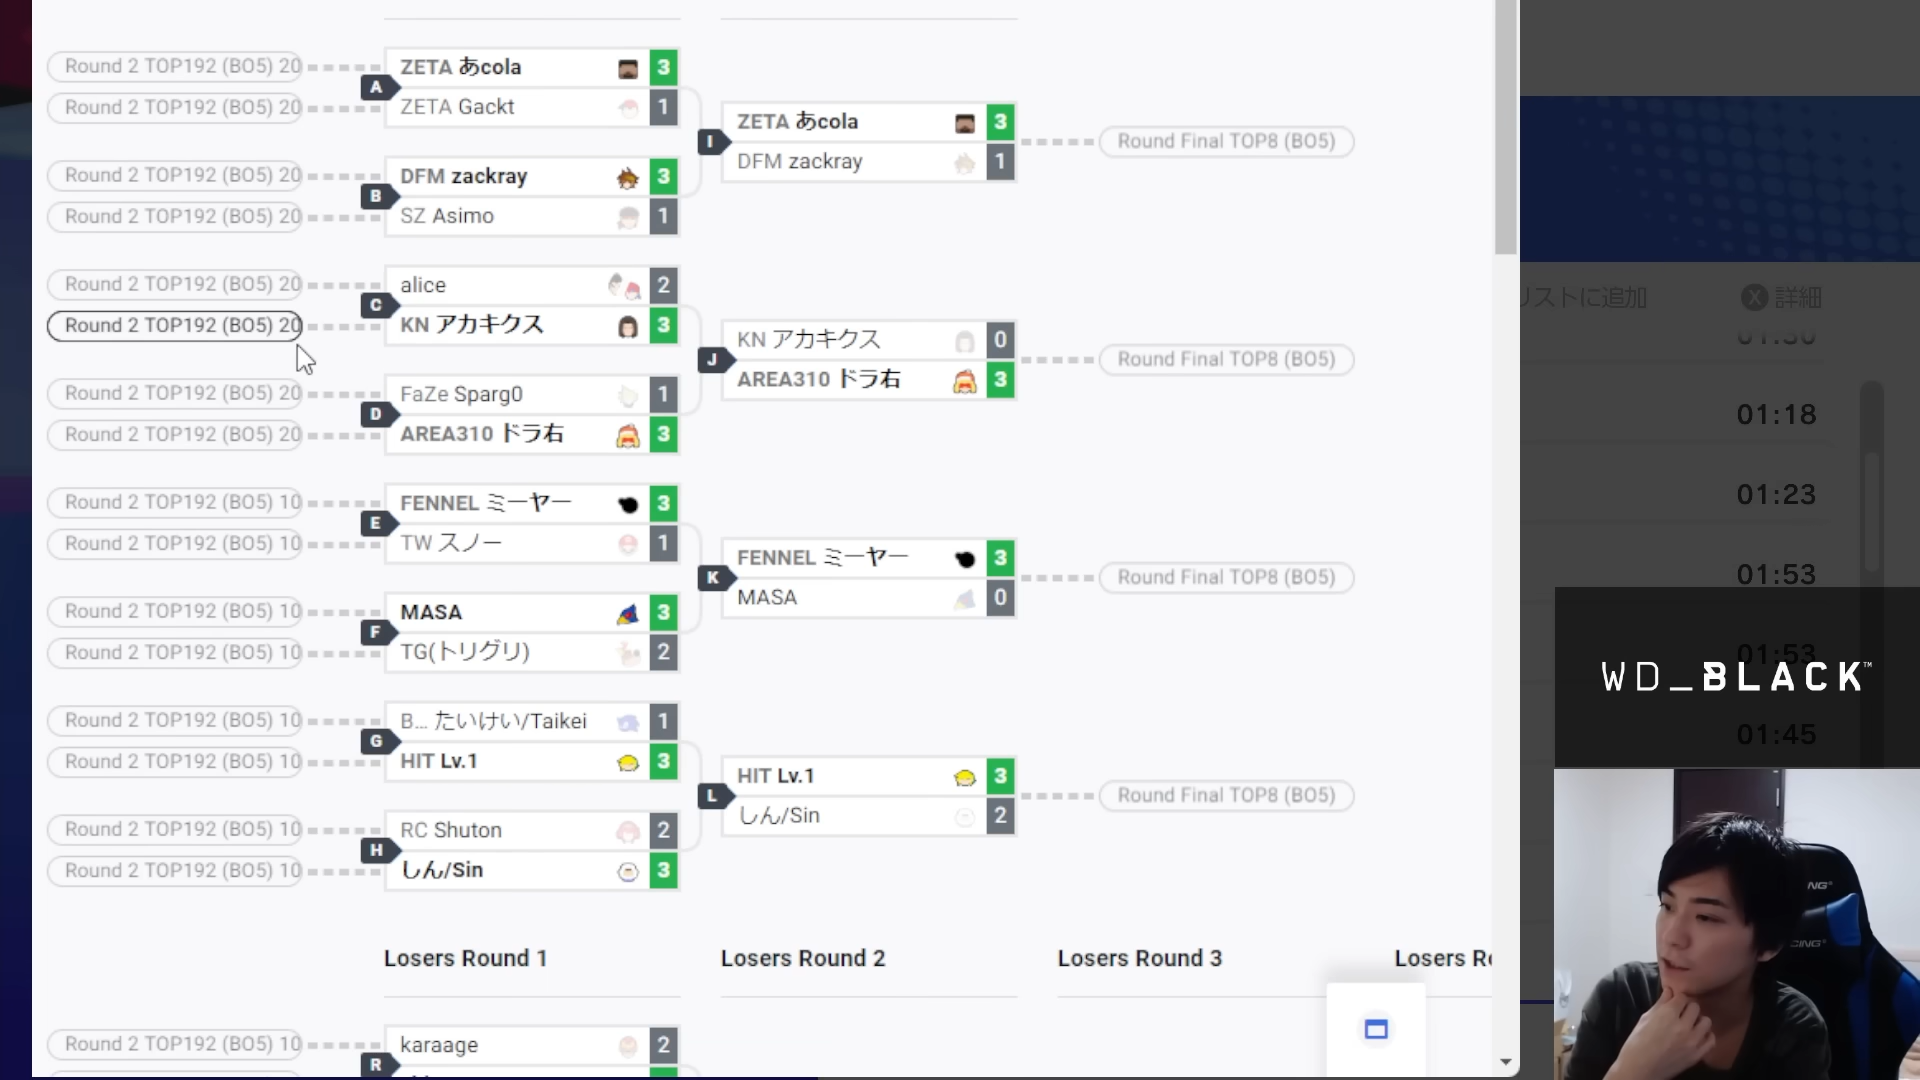 Round 2 TOP192 (BO5) 20
A
ZETA あcola 3
Round 2 TOP192 (BO5) 20
ZETA Gackt 1
I
ZETA あcola 3
DFM zackray 1
Round Final TOP8 (BO5)
Round 2 TOP192 (BO5) 20
B
DFM zackray 3
Round 2 TOP192 (BO5) 20
SZ Asimo 1
Round 2 TOP192 (BO5) 20
C
alice 2
Round 2 TOP192 (BO5) 20
KN アカキクス 3
J
KN アカキクス 0
AREA310 ドラ右 3
Round Final TOP8 (BO5)
Round 2 TOP192 (BO5) 20
D
FaZe Sparg0 1
Round 2 TOP192 (BO5) 20
AREA310 ドラ右 3
Round 2 TOP192 (BO5) 10
E
FENNEL ミーヤー 3
Round 2 TOP192 (BO5) 10
TW スノー 1
K
FENNEL ミーヤー 3
MASA 0
Round Final TOP8 (BO5)
Round 2 TOP192 (BO5) 10
F
MASA 3
Round 2 TOP192 (BO5) 10
TG(トリグリ) 2
Round 2 TOP192 (BO5) 10
G
B... たいけい/Taikei 1
Round 2 TOP192 (BO5) 10
HIT Lv.1 3
L
HIT Lv.1 3
しん/Sin 2
Round Final TOP8 (BO5)
Round 2 TOP192 (BO5) 10
H
RC Shuton 2
Round 2 TOP192 (BO5) 10
しん/Sin 3
Losers Round 1
Losers Round 2
Losers Round 3
Losers R
Round 2 TOP192 (BO5) 10
R
karaage 2
リストに追加
X 詳細
01:18
01:23
01:53
01:53
01:45
WD_BLACK™
NG
CING